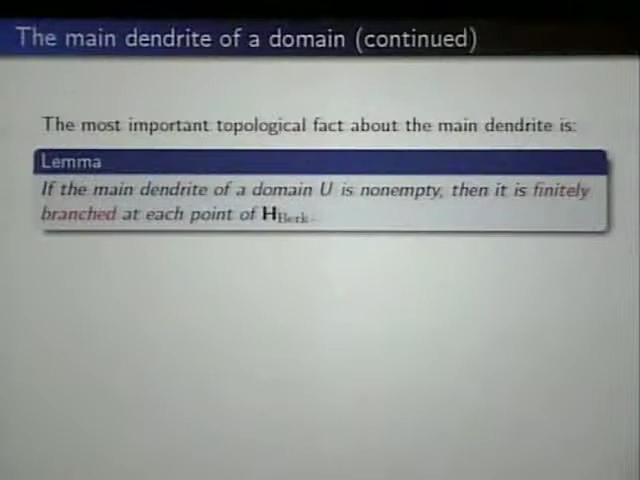 The main dendrite of a domain (continued)
The most important topological fact about the main dendrite is:
Lemma
If the main dendrite of a domain U is nonempty, then it is finitely
branched at each point of H_Berk.